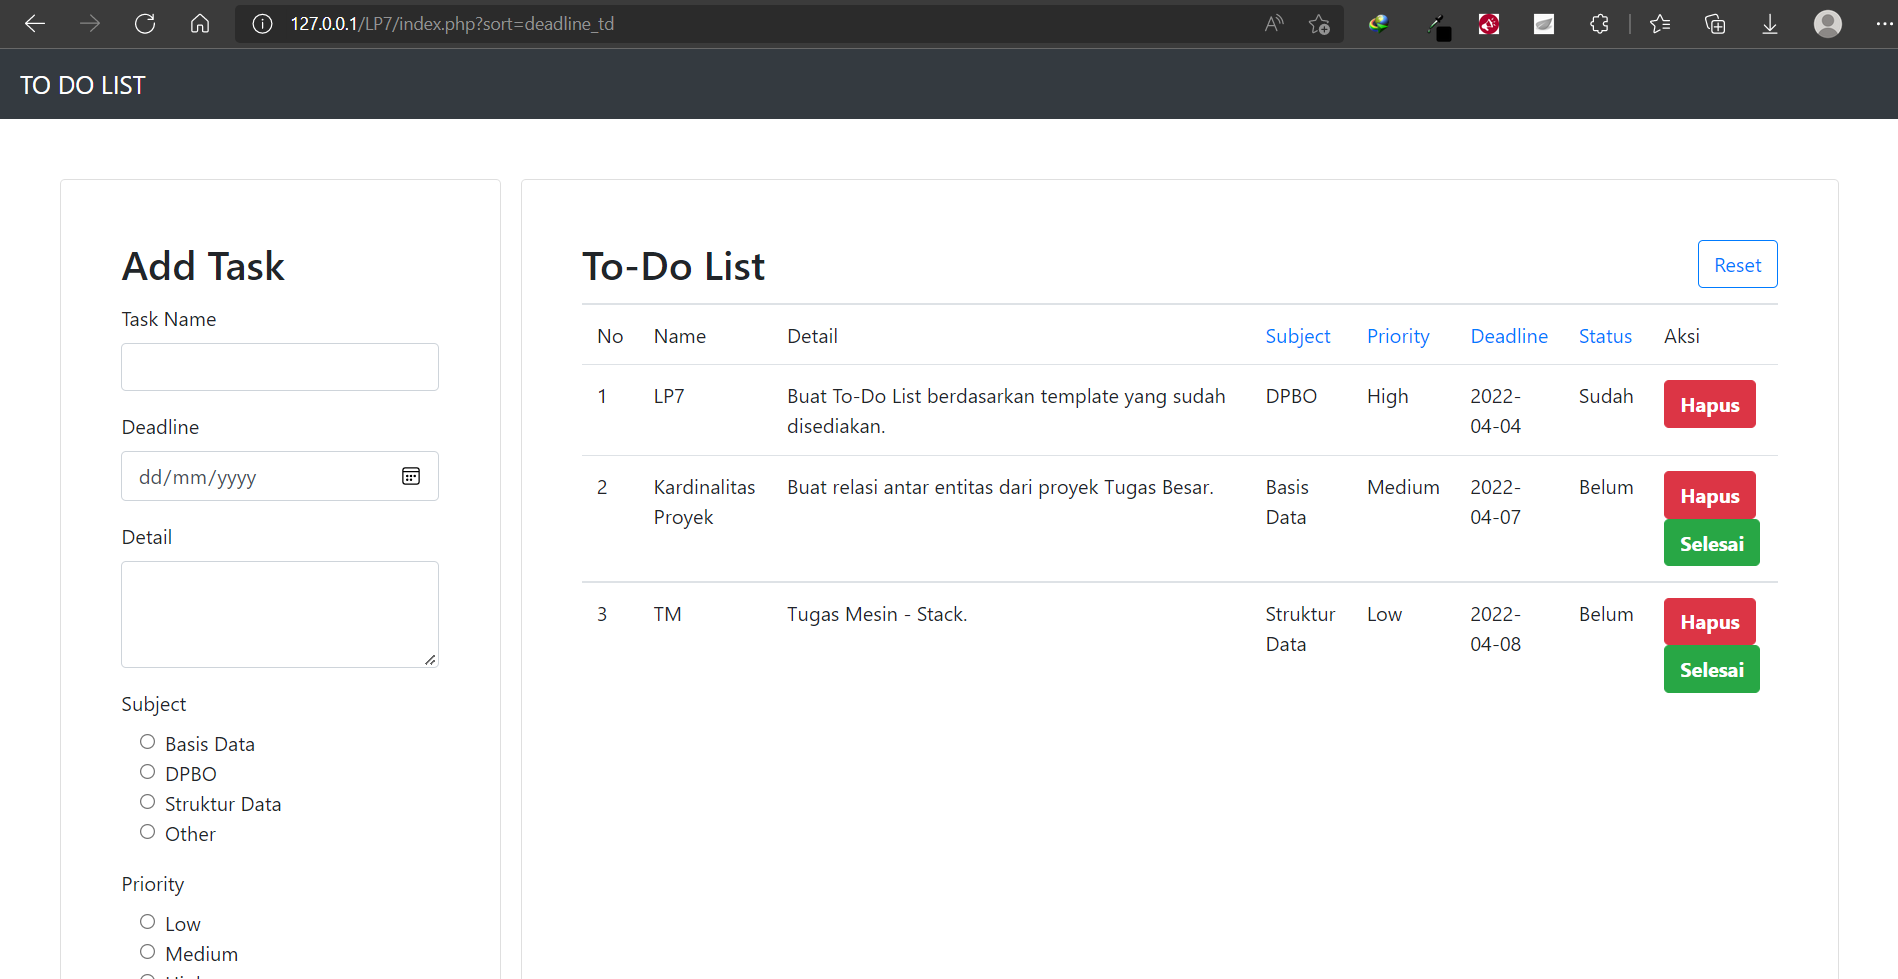 127.0.0.1/LP7/index.php?sort=deadline_td
TO DO LIST
Add Task
Task Name
Deadline
dd/mm/yyyy
Detail
Subject
Basis Data
DPBO
Struktur Data
Other
Priority
Low
Medium
To-Do List
Reset
No Name Detail Subject Priority Deadline Status Aksi
1 LP7 Buat To-Do List berdasarkan template yang sudah DPBO High 2022- Sudah Hapus
disediakan. 04-04
2 Kardinalitas Buat relasi antar entitas dari proyek Tugas Besar. Basis Medium 2022- Belum Hapus
Proyek Data 04-07
Selesai
3 TM Tugas Mesin - Stack. Struktur Low 2022- Belum Hapus
Data 04-08
Selesai